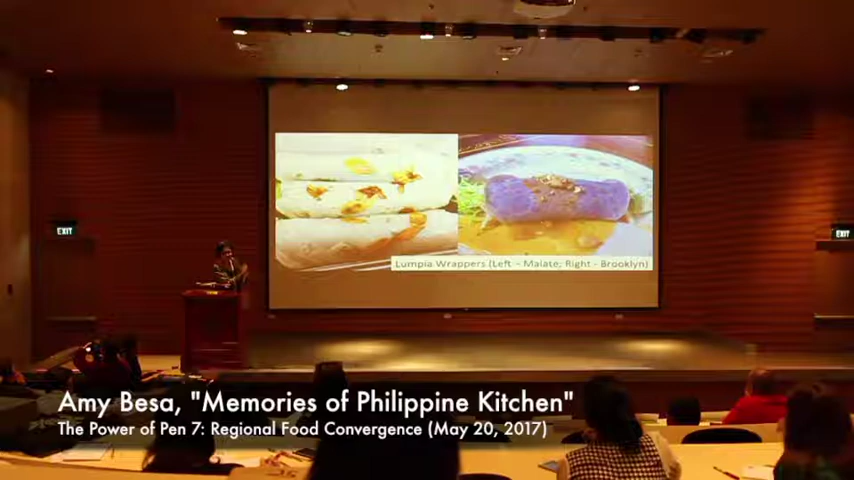 EXIT
EXIT
Lumpia Wrappers (Left - Malate; Right - Brooklyn)
Amy Besa, "Memories of Philippine Kitchen"
The Power of Pen 7: Regional Food Convergence (May 20, 2017)